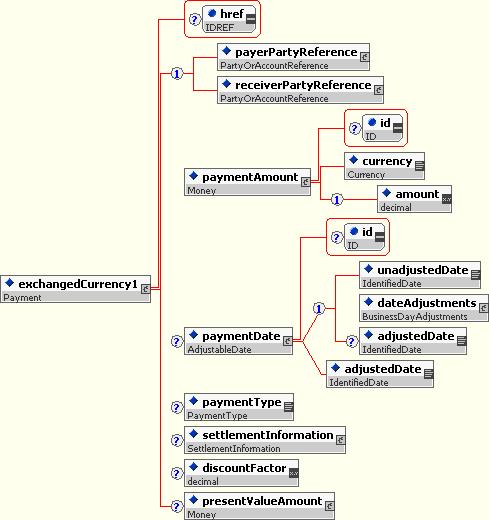 ? href
IDREF
payerPartyReference
PartyOrAccountReference
1
receiverPartyReference
PartyOrAccountReference
? id
ID
currency
Currency
paymentAmount
Money
1 amount
decimal
? id
ID
unadjustedDate
IdentifiedDate
exchangedCurrency1
Payment
1 dateAdjustments
BusinessDayAdjustments
? paymentDate
AdjustableDate
? adjustedDate
IdentifiedDate
adjustedDate
IdentifiedDate
? paymentType
PaymentType
? settlementInformation
SettlementInformation
? discountFactor
decimal
? presentValueAmount
Money